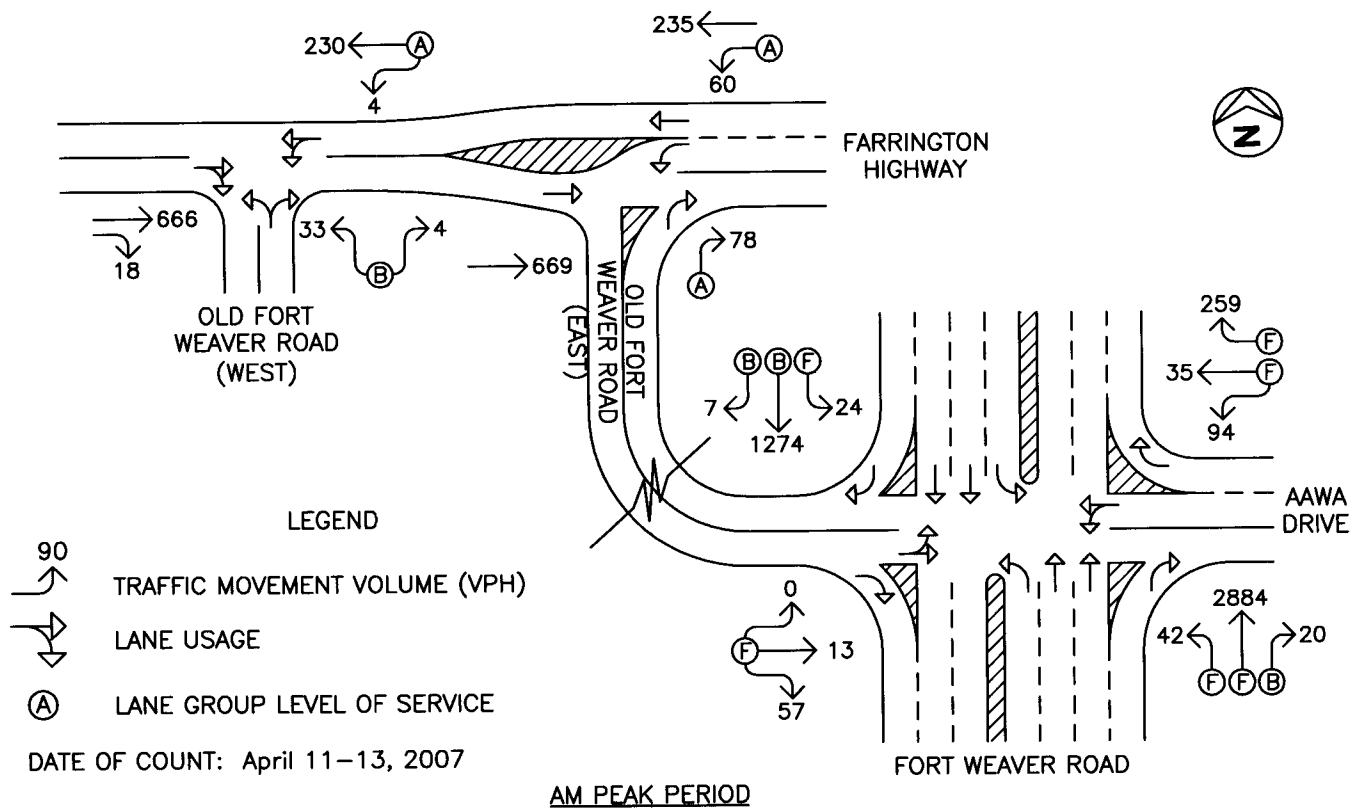 230
A
4
235
A
60
N
FARRINGTON
HIGHWAY
666
18
33
B
4
669
A
78
OLD FORT
WEAVER ROAD
(WEST)
OLD FORT
WEAVER ROAD
(EAST)
B B F
7
1274
24
259
F
35
F
94
AAWA
DRIVE
LEGEND
90
TRAFFIC MOVEMENT VOLUME (VPH)
LANE USAGE
A
LANE GROUP LEVEL OF SERVICE
0
F
13
57
2884
42
20
F F B
FORT WEAVER ROAD
DATE OF COUNT: April 11–13, 2007
AM PEAK PERIOD